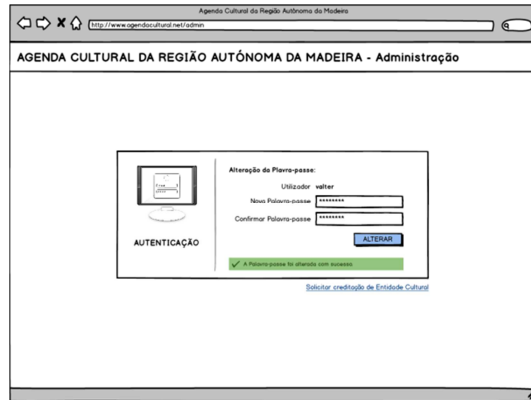 Agenda Cultural da Região Autónoma da Madeira
http://www.agendacultural.net/admin
AGENDA CULTURAL DA REGIÃO AUTÓNOMA DA MADEIRA - Administração
Alteração da Plavra-passe:
Utilizador valter
Nova Palavra-passe ********
Confirmar Palavra-passe ********
AUTENTICAÇÃO
ALTERAR
A Palavra-passe foi alterada com sucesso
Solicitar creditação de Entidade Cultural